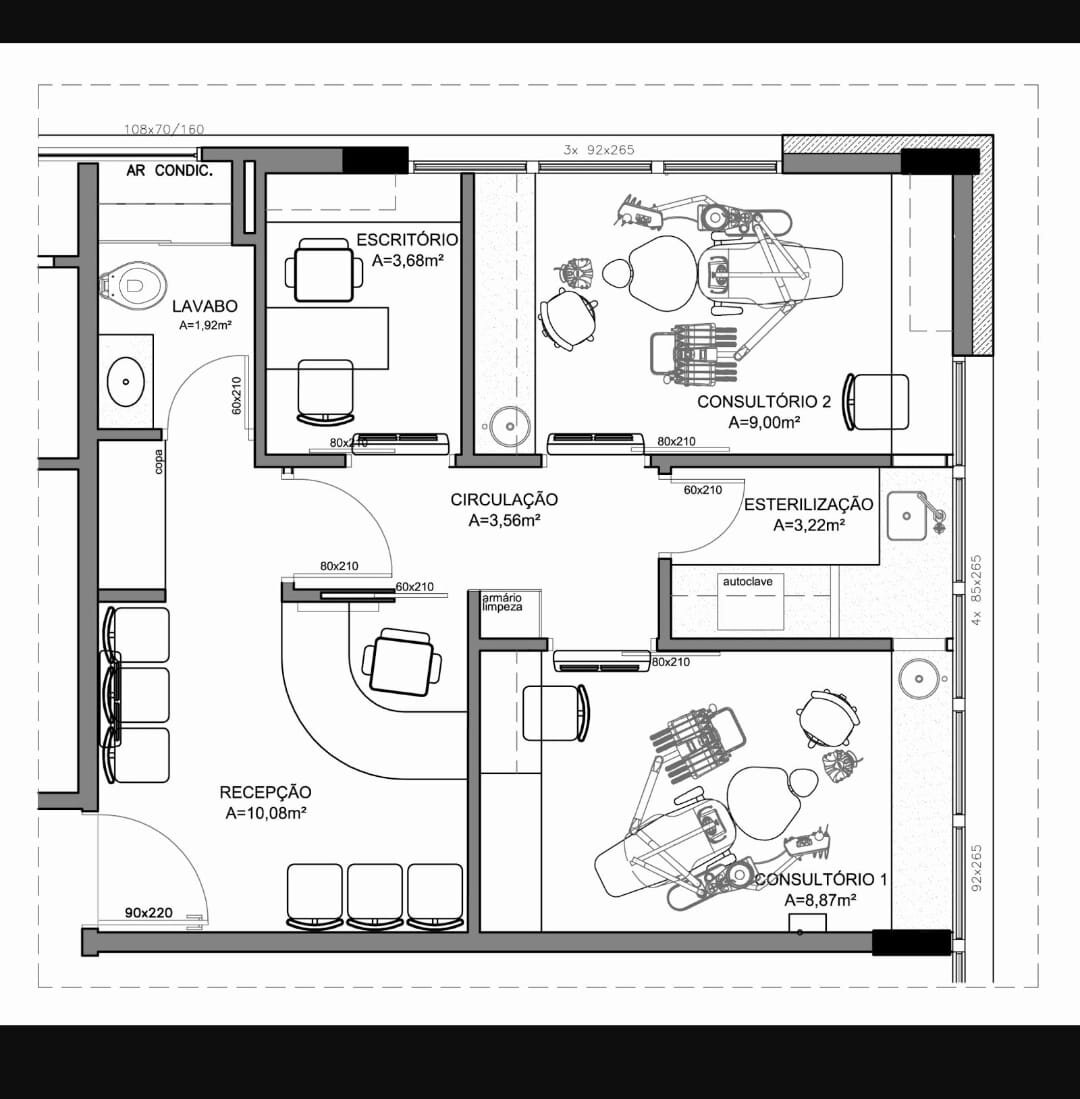 108x70/160
3x 92x265
AR CONDIC.
ESCRITÓRIO
A=3,68m²
LAVABO
A=1,92m²
60x210
CONSULTÓRIO 2
A=9,00m²
80x210
80x210
copa
CIRCULAÇÃO
A=3,56m²
60x210
ESTERILIZAÇÃO
A=3,22m²
80x210
60x210
autoclave
armário
limpeza
4x 85x265
80x210
RECEPÇÃO
A=10,08m²
CONSULTÓRIO 1
A=8,87m²
92x265
90x220